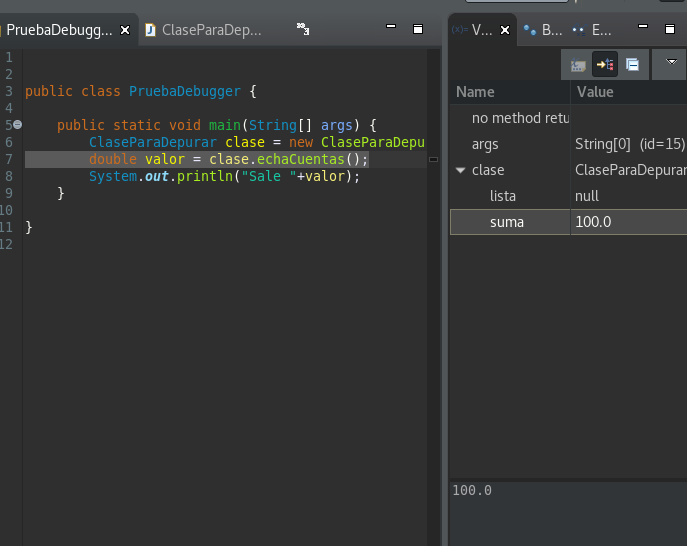 PruebaDebugg...
ClaseParaDep...
V...
B...
E...
1
2
3 public class PruebaDebugger {
4
5 public static void main(String[] args) {
6 ClaseParaDepurar clase = new ClaseParaDepu
7 double valor = clase.echaCuentas();
8 System.out.println("Sale "+valor);
9 }
10
11 }
12
Name Value
no method retu
args String[0] (id=15)
clase ClaseParaDepurar
lista null
suma 100.0
100.0